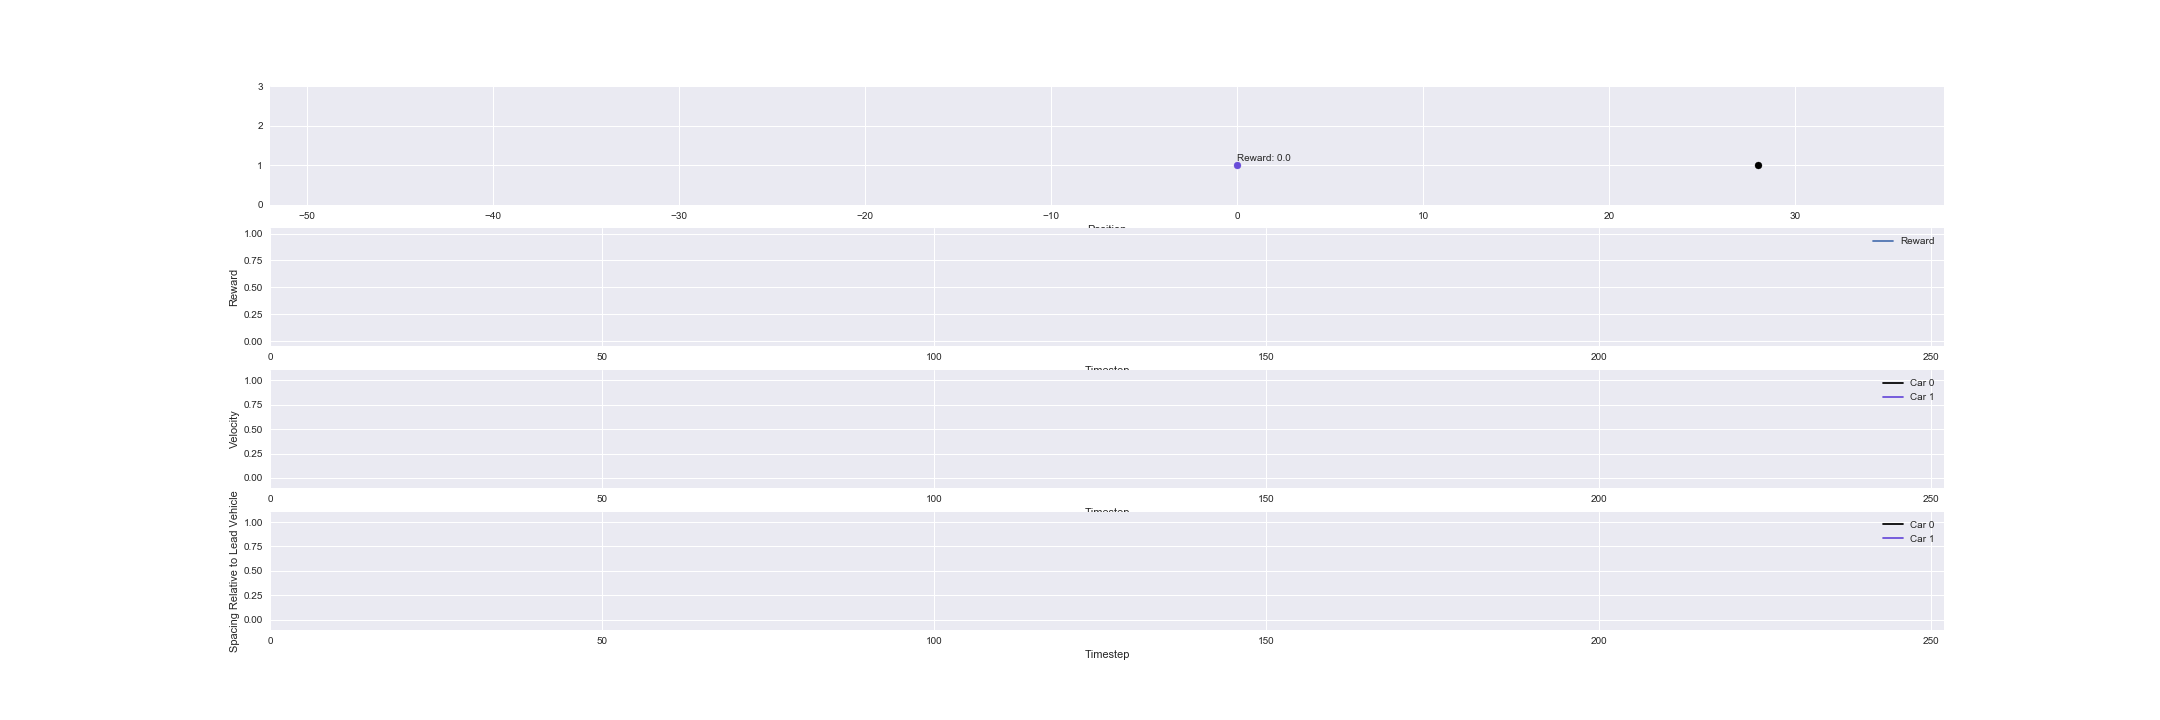 3
2
Reward: 0.0
1
0
−50 −40 −30 −20 −10 0 10 20 30
Position
1.00
Reward
0.75
0.50
0.25
0.00
Reward
0 50 100 150 200 250
Timestep
1.00
Car 0
Car 1
0.75
0.50
0.25
0.00
Velocity
0 50 100 150 200 250
Timestep
1.00
Car 0
Car 1
0.75
0.50
0.25
0.00
Spacing Relative to Lead Vehicle
0 50 100 150 200 250
Timestep